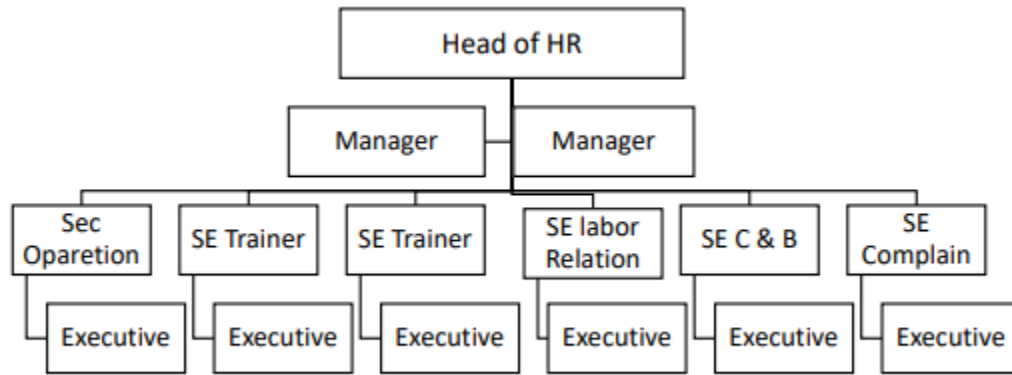 Head of HR
Manager
Manager
Sec
Oparetion
SE Trainer
SE Trainer
SE labor
Relation
SE C & B
SE
Complain
Executive
Executive
Executive
Executive
Executive
Executive